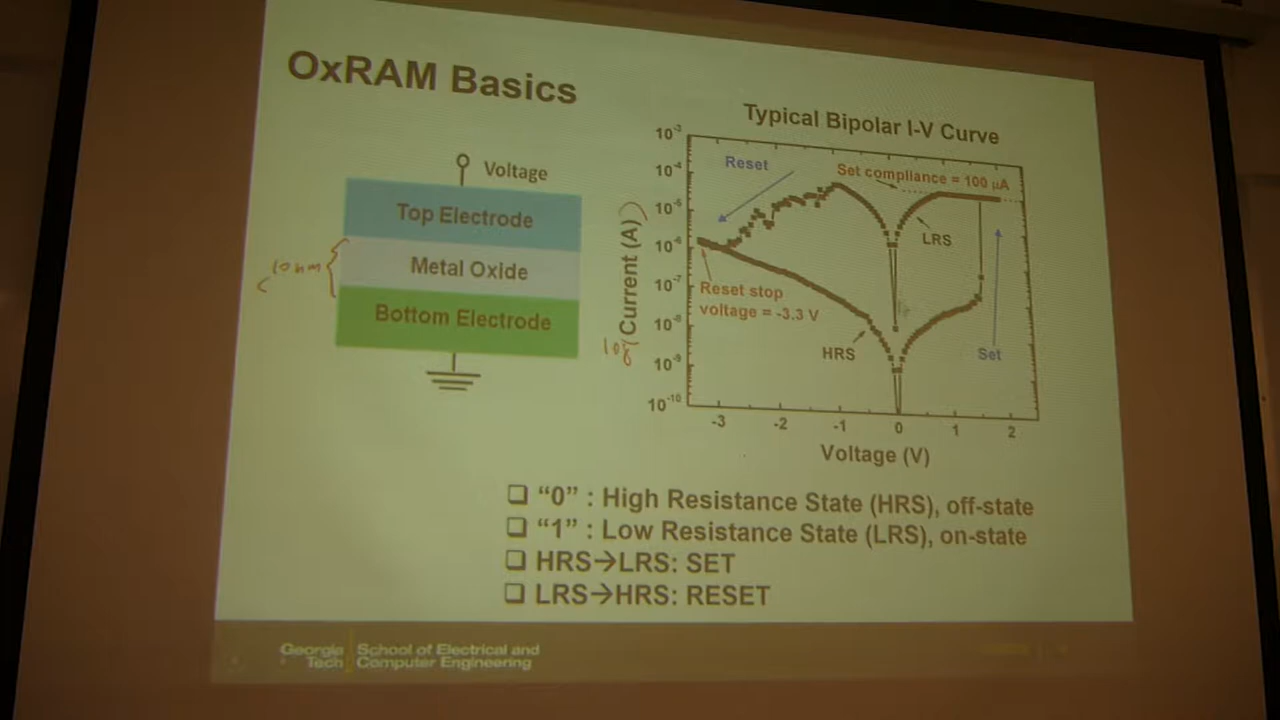 OxRAM Basics
Voltage
Top Electrode
Metal Oxide
Bottom Electrode
< 10nm
Typical Bipolar I-V Curve
10⁻³
10⁻⁴
10⁻⁵
10⁻⁶
10⁻⁷
10⁻⁸
10⁻⁹
10⁻¹⁰
Current (A)
Reset
Set compliance = 100 µA
LRS
Reset stop
voltage = -3.3 V
HRS
Set
-3 -2 -1 0 1 2
Voltage (V)
❑ “0” : High Resistance State (HRS), off-state
❑ “1” : Low Resistance State (LRS), on-state
❑ HRS→LRS: SET
❑ LRS→HRS: RESET
Georgia Tech
School of Electrical and
Computer Engineering